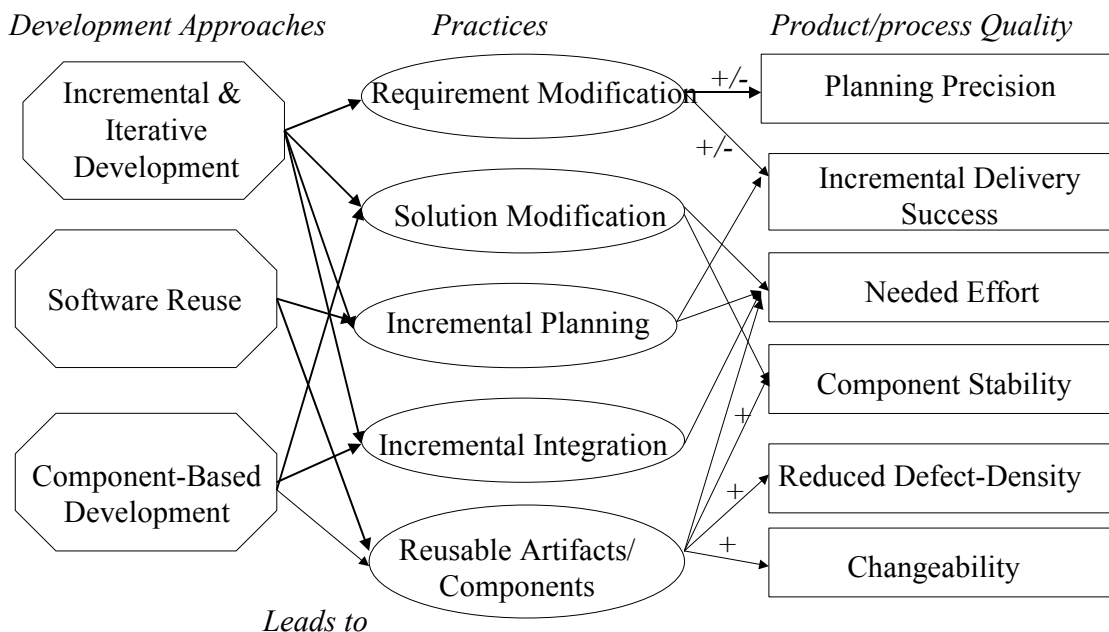 Development Approaches
Practices
Product/process Quality
Incremental &
Iterative
Development
Software Reuse
Component-Based
Development
Requirement Modification
Solution Modification
Incremental Planning
Incremental Integration
Reusable Artifacts/
Components
+/-
+/-
+
+
+
Planning Precision
Incremental Delivery
Success
Needed Effort
Component Stability
Reduced Defect-Density
Changeability
Leads to